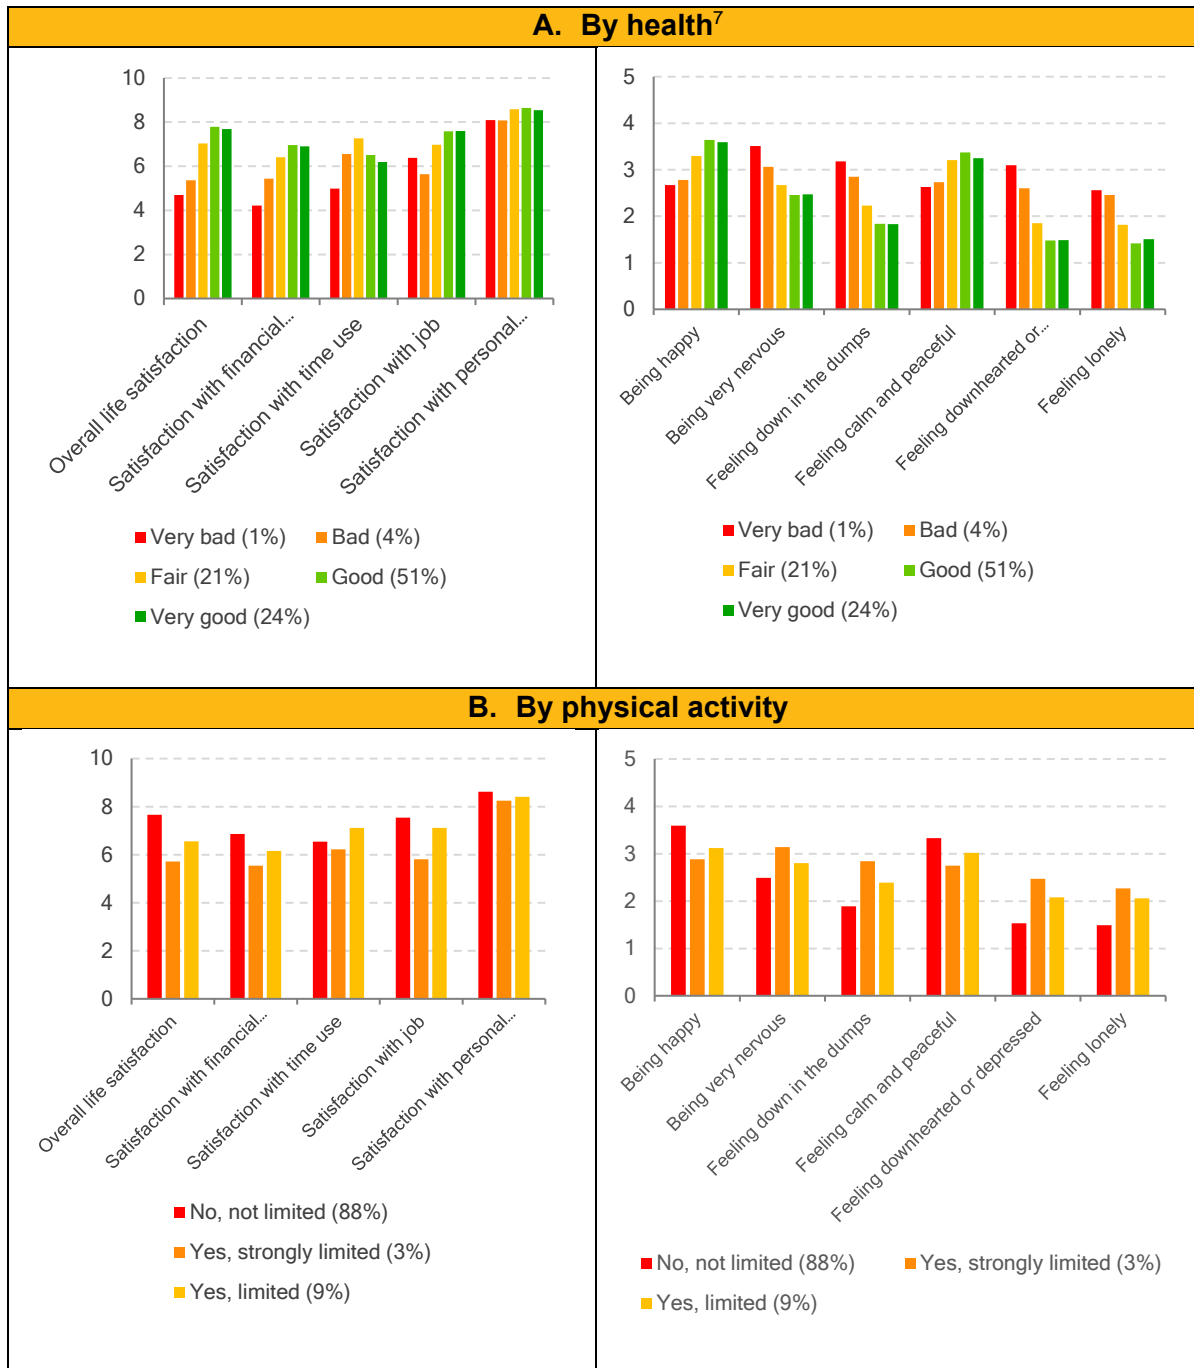 A. By health7
10
8
6
4
2
0
Overall life satisfaction
Satisfaction with financial...
Satisfaction with time use
Satisfaction with job
Satisfaction with personal...
Very bad (1%) Bad (4%)
Fair (21%) Good (51%)
Very good (24%)
5
4
3
2
1
0
Being happy
Being very nervous
Feeling down in the dumps
Feeling calm and peaceful
Feeling downhearted or...
Feeling lonely
Very bad (1%) Bad (4%)
Fair (21%) Good (51%)
Very good (24%)
B. By physical activity
10
8
6
4
2
0
Overall life satisfaction
Satisfaction with financial...
Satisfaction with time use
Satisfaction with job
Satisfaction with personal...
No, not limited (88%)
Yes, strongly limited (3%)
Yes, limited (9%)
5
4
3
2
1
0
Being happy
Being very nervous
Feeling down in the dumps
Feeling calm and peaceful
Feeling downhearted or depressed
Feeling lonely
No, not limited (88%) Yes, strongly limited (3%)
Yes, limited (9%)